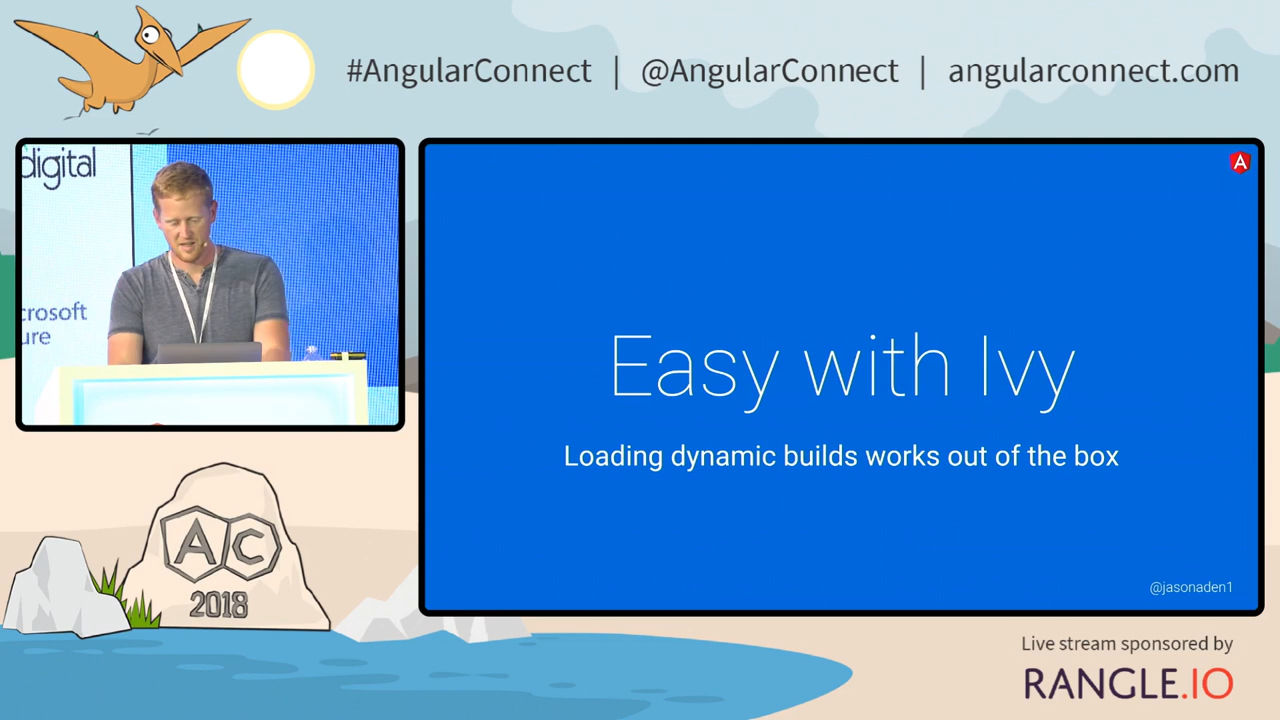 #AngularConnect | @AngularConnect | angularconnect.com
digital
crosoft
ure
A
Easy with Ivy
Loading dynamic builds works out of the box
@jasonaden1
AC
2018
Live stream sponsored by
RANGLE.IO